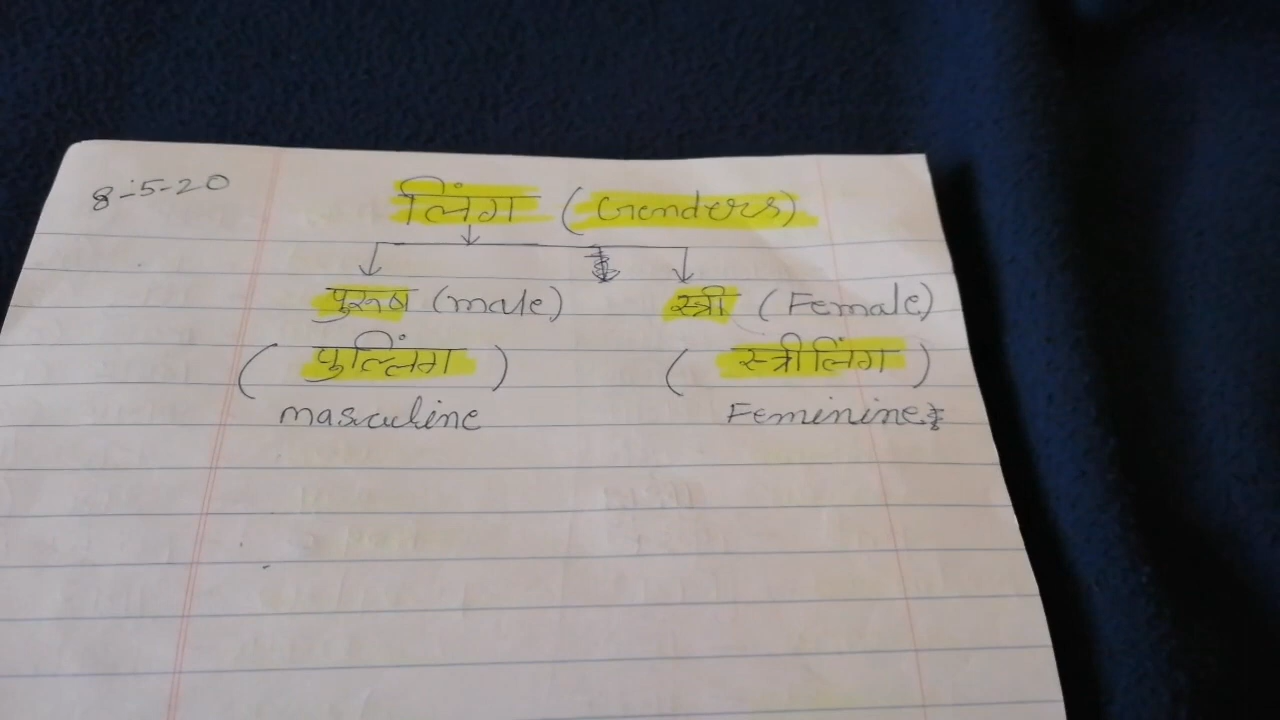 8-5-20
लिंग (Genders)
पुरूष (male) स्त्री (Female)
(पुल्लिंग) (स्त्रीलिंग)
masculine Feminine